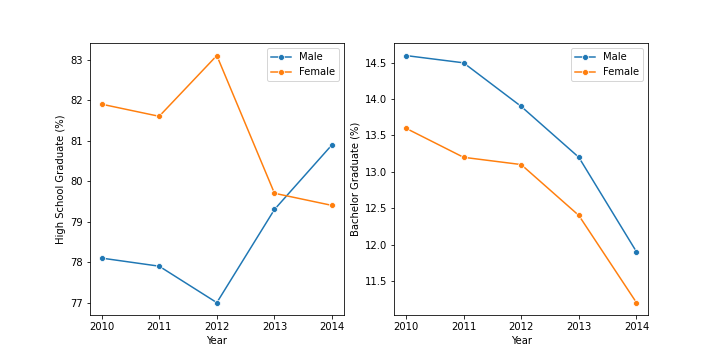 High School Graduate (%)
83
82
81
80
79
78
77
2010 2011 2012 2013 2014
Year
Male
Female
Bachelor Graduate (%)
14.5
14.0
13.5
13.0
12.5
12.0
11.5
2010 2011 2012 2013 2014
Year
Male
Female